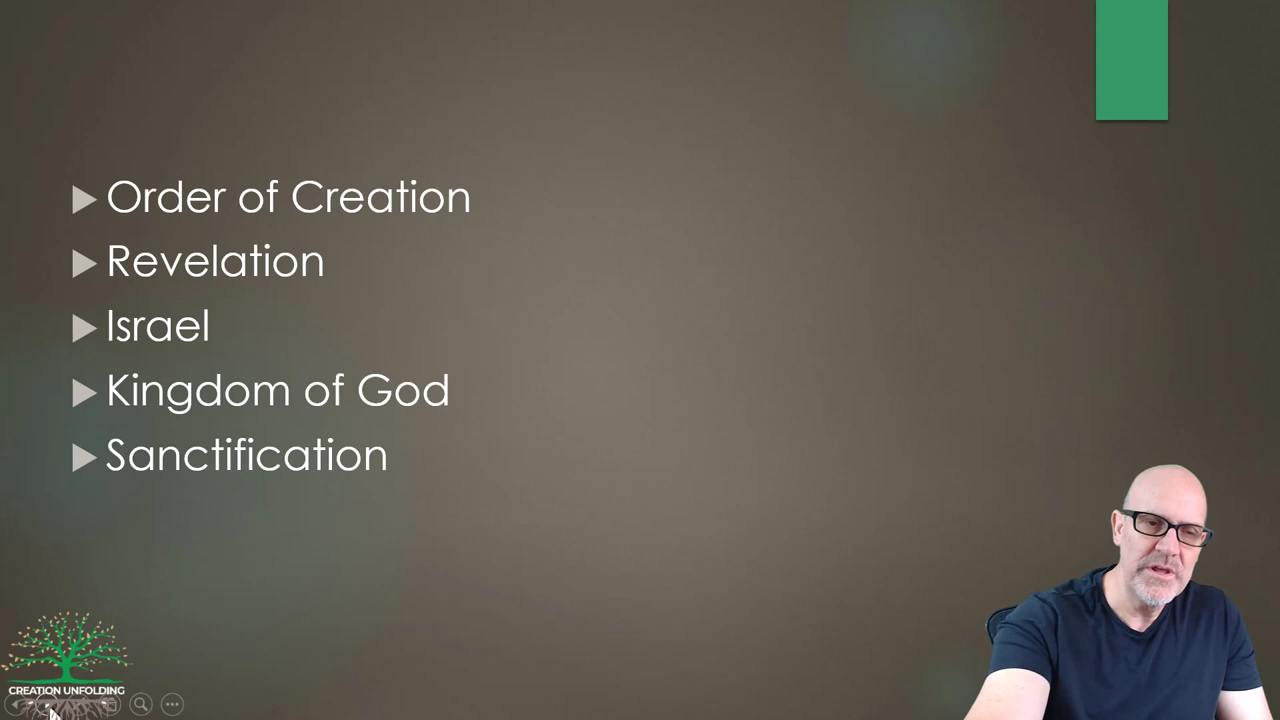 Order of Creation
Revelation
Israel
Kingdom of God
Sanctification
CREATION UNFOLDING